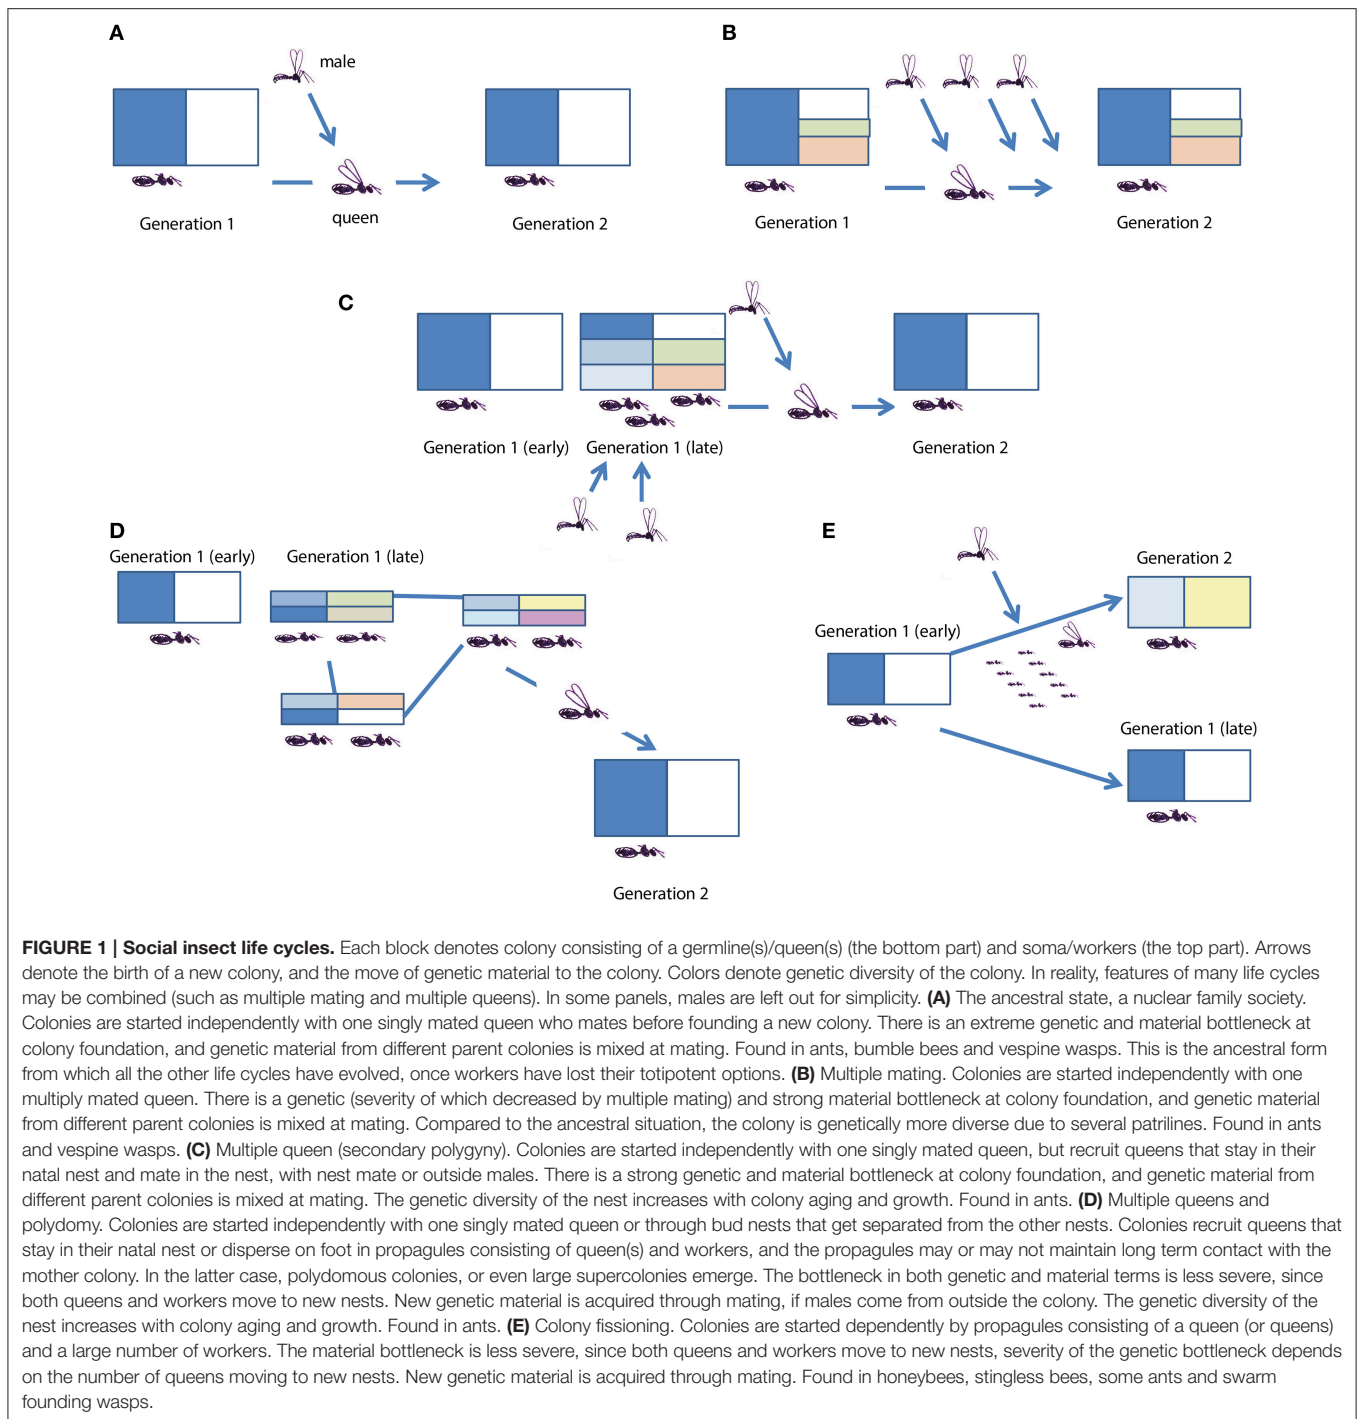 A
male
queen
Generation 1
Generation 2
B
Generation 1
Generation 2
C
Generation 1 (early)
Generation 1 (late)
Generation 2
D
Generation 1 (early)
Generation 1 (late)
Generation 2
E
Generation 2
Generation 1 (early)
Generation 1 (late)
FIGURE 1 | Social insect life cycles. Each block denotes colony consisting of a germline(s)/queen(s) (the bottom part) and soma/workers (the top part). Arrows
denote the birth of a new colony, and the move of genetic material to the colony. Colors denote genetic diversity of the colony. In reality, features of many life cycles
may be combined (such as multiple mating and multiple queens). In some panels, males are left out for simplicity. (A) The ancestral state, a nuclear family society.
Colonies are started independently with one singly mated queen who mates before founding a new colony. There is an extreme genetic and material bottleneck at
colony foundation, and genetic material from different parent colonies is mixed at mating. Found in ants, bumble bees and vespine wasps. This is the ancestral form
from which all the other life cycles have evolved, once workers have lost their totipotent options. (B) Multiple mating. Colonies are started independently with one
multiply mated queen. There is a genetic (severity of which decreased by multiple mating) and strong material bottleneck at colony foundation, and genetic material
from different parent colonies is mixed at mating. Compared to the ancestral situation, the colony is genetically more diverse due to several patrilines. Found in ants
and vespine wasps. (C) Multiple queen (secondary polygyny). Colonies are started independently with one singly mated queen, but recruit queens that stay in their
natal nest and mate in the nest, with nest mate or outside males. There is a strong genetic and material bottleneck at colony foundation, and genetic material from
different parent colonies is mixed at mating. The genetic diversity of the nest increases with colony aging and growth. Found in ants. (D) Multiple queens and
polydomy. Colonies are started independently with one singly mated queen or through bud nests that get separated from the other nests. Colonies recruit queens that
stay in their natal nest or disperse on foot in propagules consisting of queen(s) and workers, and the propagules may or may not maintain long term contact with the
mother colony. In the latter case, polydomous colonies, or even large supercolonies emerge. The bottleneck in both genetic and material terms is less severe, since
both queens and workers move to new nests. New genetic material is acquired through mating, if males come from outside the colony. The genetic diversity of the
nest increases with colony aging and growth. Found in ants. (E) Colony fissioning. Colonies are started dependently by propagules consisting of a queen (or queens)
and a large number of workers. The material bottleneck is less severe, since both queens and workers move to new nests, severity of the genetic bottleneck depends
on the number of queens moving to new nests. New genetic material is acquired through mating. Found in honeybees, stingless bees, some ants and swarm
founding wasps.